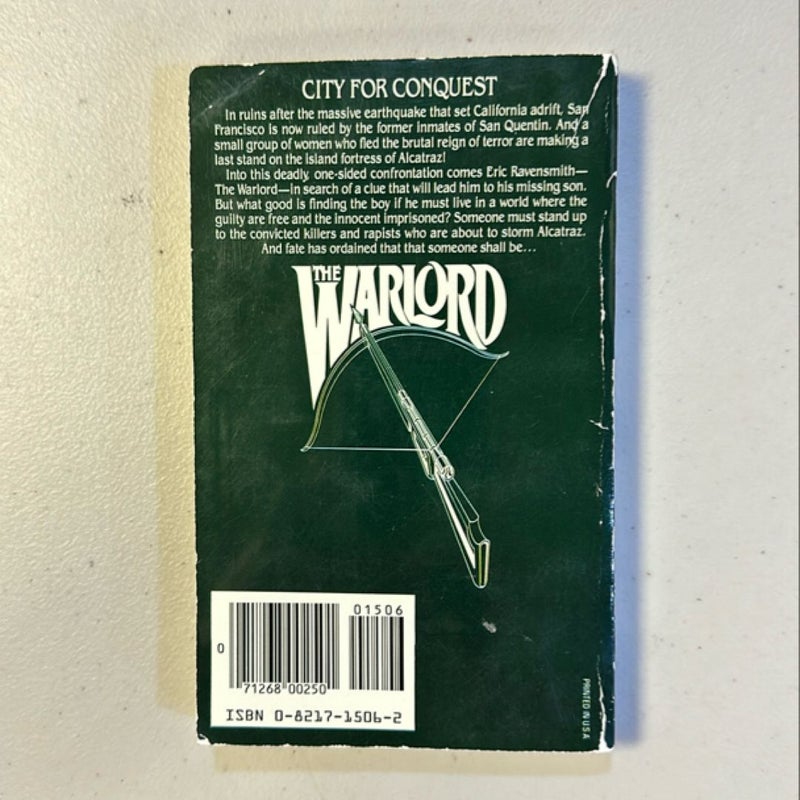 CITY FOR CONQUEST
In ruins after the massive earthquake that set California adrift, San
Francisco is now ruled by the former inmates of San Quentin. And a
small group of women who fled the brutal reign of terror are making a
last stand on the island fortress of Alcatraz!
Into this deadly, one-sided confrontation comes Eric Ravensmith—
The Warlord—in search of a clue that will lead him to his missing son.
But what good is finding the boy if he must live in a world where the
guilty are free and the innocent imprisoned? Someone must stand up
to the convicted killers and rapists who are about to storm Alcatraz.
And fate has ordained that that someone shall be...
THE
WARLORD
01506
0
71268 00250
ISBN 0-8217-1506-2
PRINTED IN U.S.A.